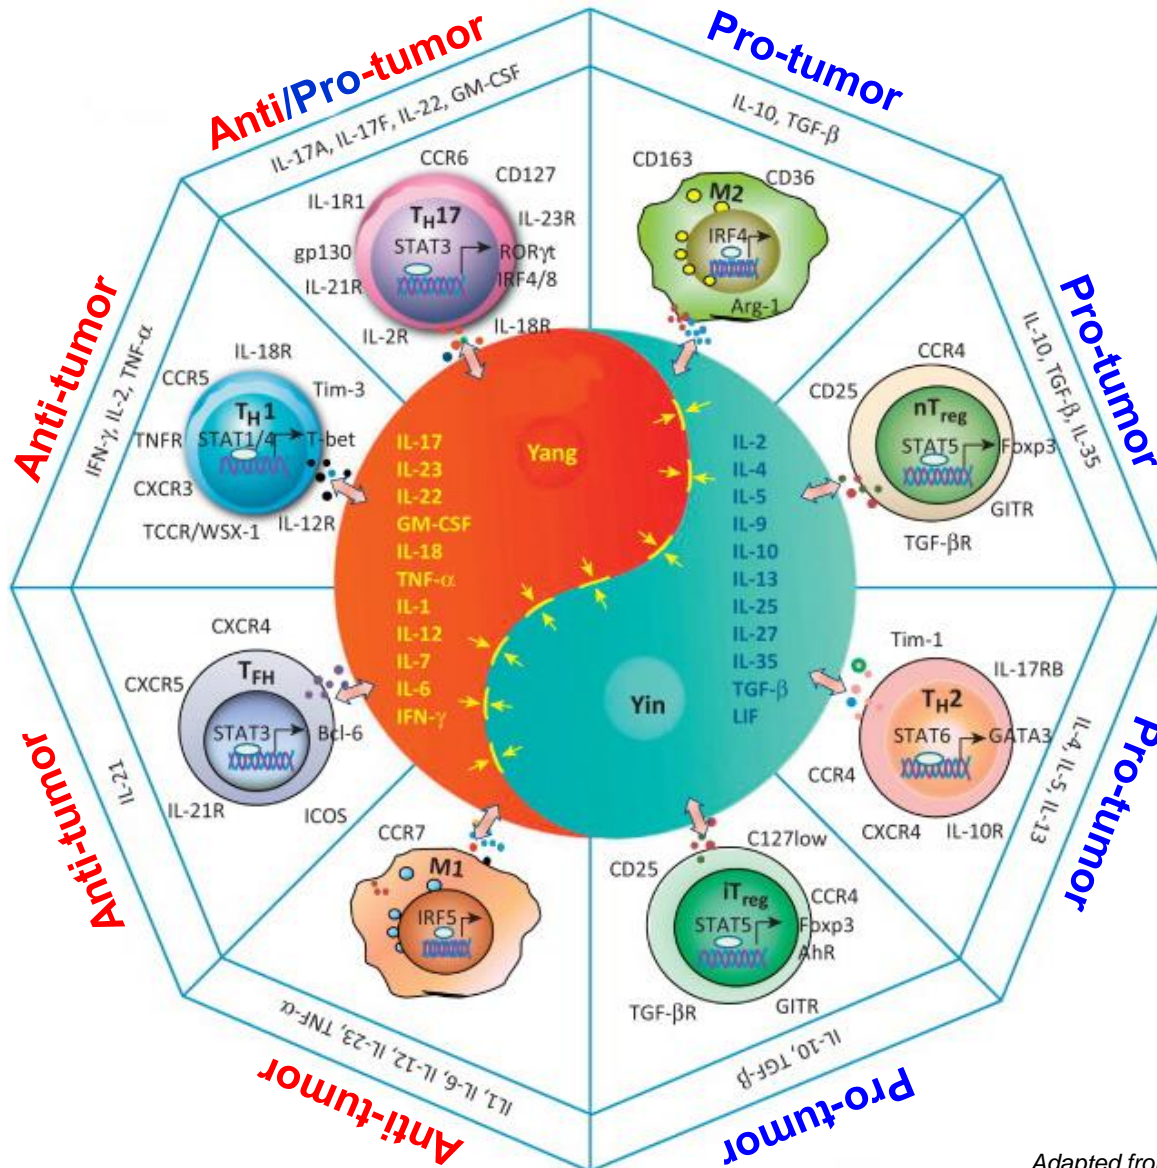 Anti/Pro-tumor
IL-17A, IL-17F, IL-22, GM-CSF
CCR6
CD127
IL-1R1
IL-23R
T_H17
STAT3
RORγt
IRF4/8
gp130
IL-21R
IL-2R
IL-18R
Pro-tumor
IL-10, TGF-β
CD163
CD36
M2
IRF4
Arg-1
Pro-tumor
IL-10, TGF-β, IL-35
CCR4
CD25
nT_reg
STAT5
Foxp3
GITR
TGF-βR
Anti-tumor
IFN-γ, IL-2, TNF-α
IL-18R
CCR5
Tim-3
T_H1
STAT1/4
T-bet
TNFR
CXCR3
IL-12R
TCCR/WSX-1
Yang
IL-17
IL-23
IL-22
GM-CSF
IL-18
TNF-α
IL-1
IL-12
IL-7
IL-6
IFN-γ
IL-2
IL-4
IL-5
IL-9
IL-10
IL-13
IL-25
IL-27
IL-35
TGF-β
LIF
Yin
Anti-tumor
IL-21
CXCR4
CXCR5
T_FH
STAT3
Bcl-6
IL-21R
ICOS
Pro-tumor
IL-4, IL-5, IL-13
Tim-1
IL-17RB
T_H2
STAT6
GATA3
CCR4
CXCR4
IL-10R
Anti-tumor
IL1, IL-6, IL-12, IL-23, TNF-α
CCR7
M1
IRF5
Pro-tumor
IL-10, TGF-β
C127low
CD25
iT_reg
CCR4
STAT5
Foxp3
AhR
TGF-βR
GITR
Adapted fro